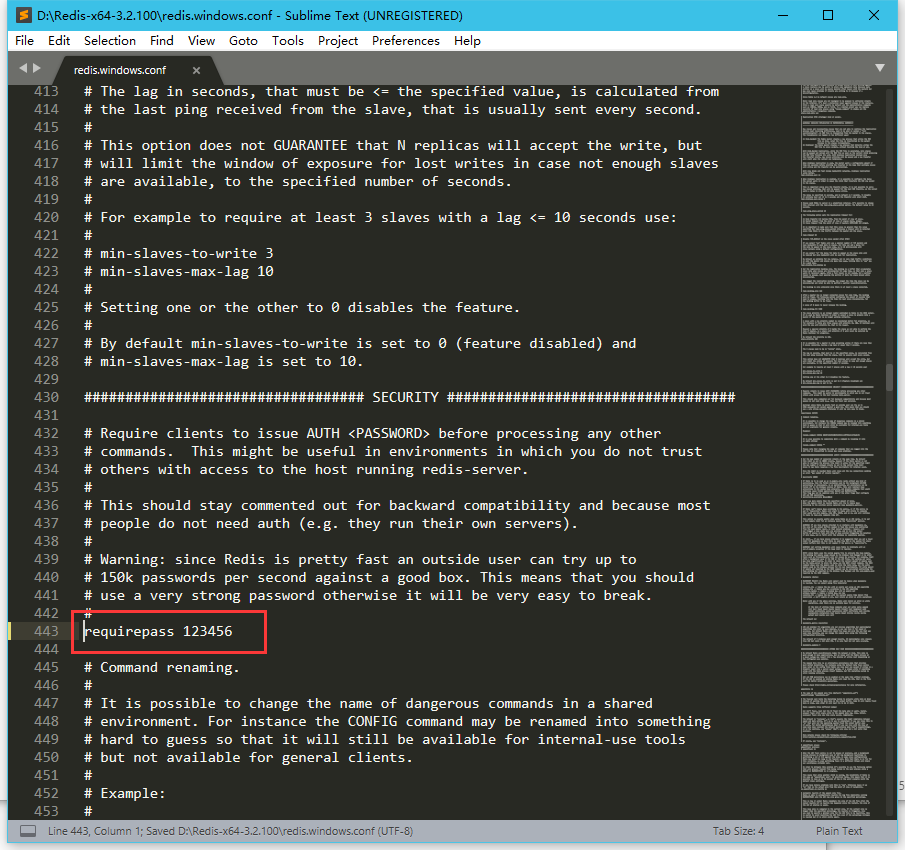 D:\Redis-x64-3.2.100\redis.windows.conf - Sublime Text (UNREGISTERED)
File Edit Selection Find View Goto Tools Project Preferences Help
redis.windows.conf ×
413 # The lag in seconds, that must be <= the specified value, is calculated from
414 # the last ping received from the slave, that is usually sent every second.
415 #
416 # This option does not GUARANTEE that N replicas will accept the write, but
417 # will limit the window of exposure for lost writes in case not enough slaves
418 # are available, to the specified number of seconds.
419 #
420 # For example to require at least 3 slaves with a lag <= 10 seconds use:
421 #
422 # min-slaves-to-write 3
423 # min-slaves-max-lag 10
424 #
425 # Setting one or the other to 0 disables the feature.
426 #
427 # By default min-slaves-to-write is set to 0 (feature disabled) and
428 # min-slaves-max-lag is set to 10.
429
430 ################################## SECURITY ###################################
431
432 # Require clients to issue AUTH <PASSWORD> before processing any other
433 # commands.  This might be useful in environments in which you do not trust
434 # others with access to the host running redis-server.
435 #
436 # This should stay commented out for backward compatibility and because most
437 # people do not need auth (e.g. they run their own servers).
438 #
439 # Warning: since Redis is pretty fast an outside user can try up to
440 # 150k passwords per second against a good box. This means that you should
441 # use a very strong password otherwise it will be very easy to break.
442 #
443 requirepass 123456
444
445 # Command renaming.
446 #
447 # It is possible to change the name of dangerous commands in a shared
448 # environment. For instance the CONFIG command may be renamed into something
449 # hard to guess so that it will still be available for internal-use tools
450 # but not available for general clients.
451 #
452 # Example:
453 #
Line 443, Column 1; Saved D:\Redis-x64-3.2.100\redis.windows.conf (UTF-8) Tab Size: 4 Plain Text